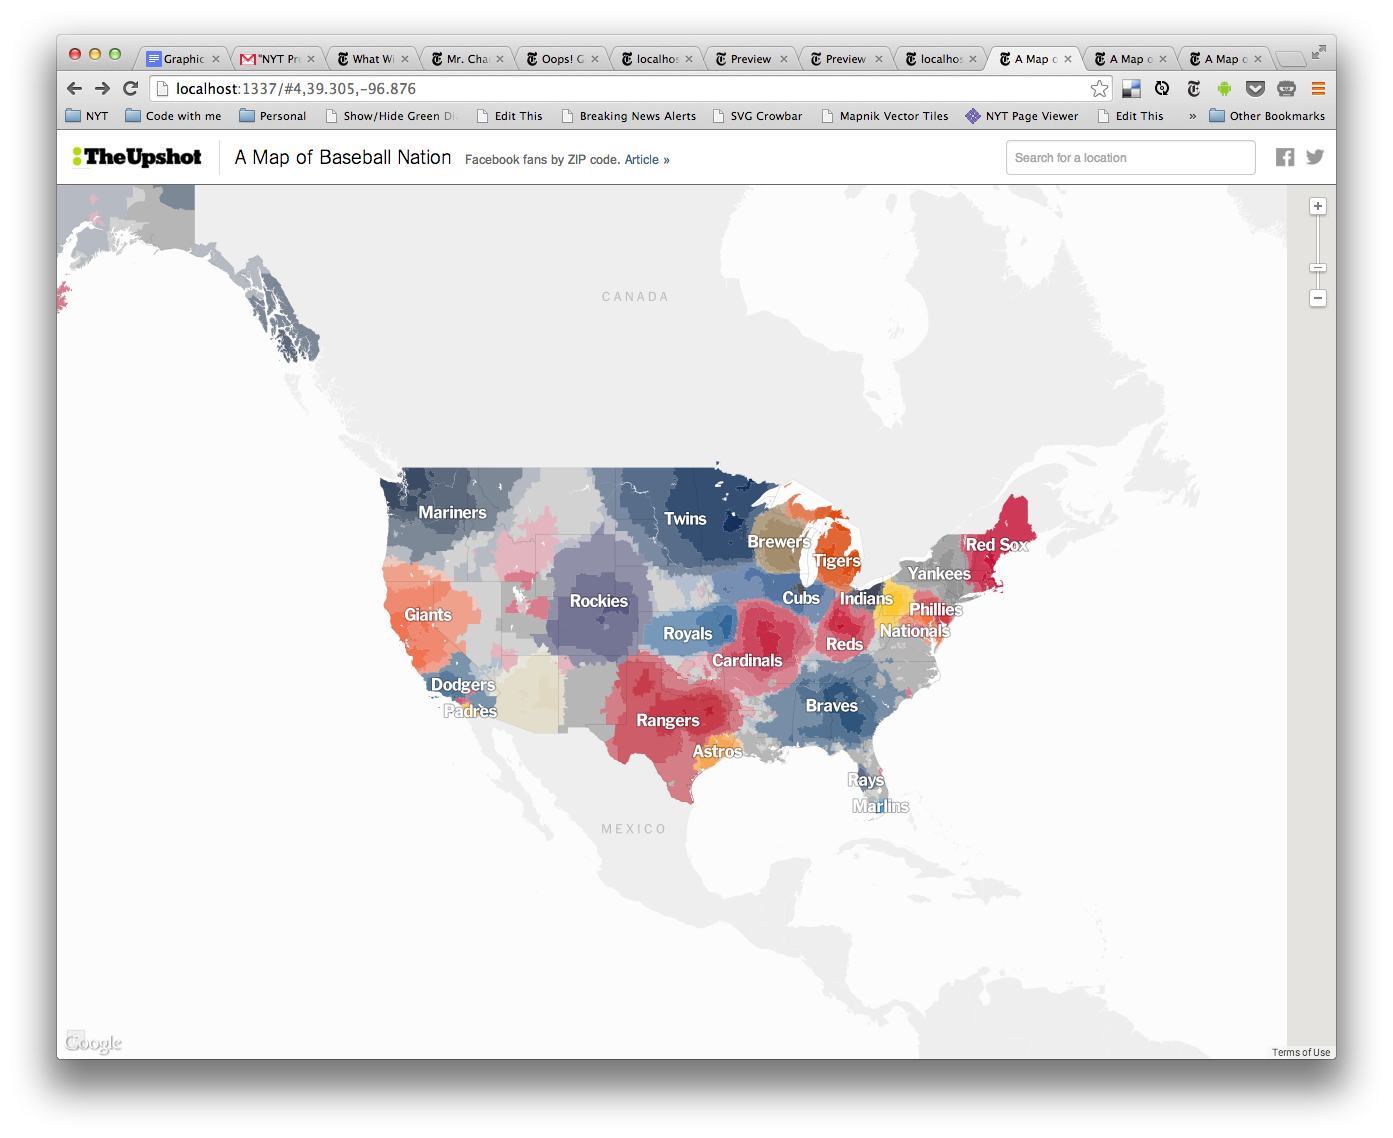 Graphic
"NYT Pr
What Wi
Mr. Cha
Oops! G
localhos
Preview
Preview
localhos
A Map o
A Map o
A Map o
localhost:1337/#4,39.305,-96.876
NYT
Code with me
Personal
Show/Hide Green Di
Edit This
Breaking News Alerts
SVG Crowbar
Mapnik Vector Tiles
NYT Page Viewer
Edit This
»
Other Bookmarks
TheUpshot
A Map of Baseball Nation
Facebook fans by ZIP code. Article »
Search for a location
CANADA
Mariners
Twins
Brewers
Tigers
Red Sox
Yankees
Giants
Rockies
Cubs
Indians
Phillies
Royals
Nationals
Reds
Cardinals
Dodgers
Padres
Braves
Rangers
Astros
Rays
Marlins
MEXICO
Google
Terms of Use